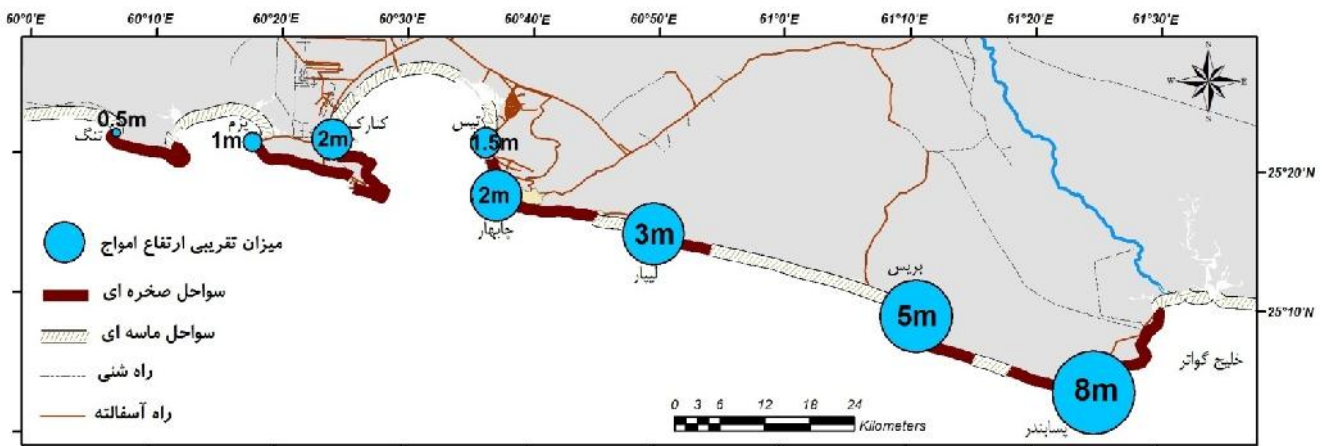 60°0'E 60°10'E 60°20'E 60°30'E 60°40'E 60°50'E 61°0'E 61°10'E 61°20'E 61°30'E
N
W E
S
0.5m
تنگ
1m
بزم
2m
کنارک
1.5m
تیس
2m
چابهار
3m
لیپار
5m
بریس
8m
پسابندر
خلیج گواتر
25°20'N
25°10'N
میزان تقریبی ارتفاع امواج
سواحل صخره ای
سواحل ماسه ای
راه شنی
راه آسفالته
0 3 6 12 18 24
Kilometers